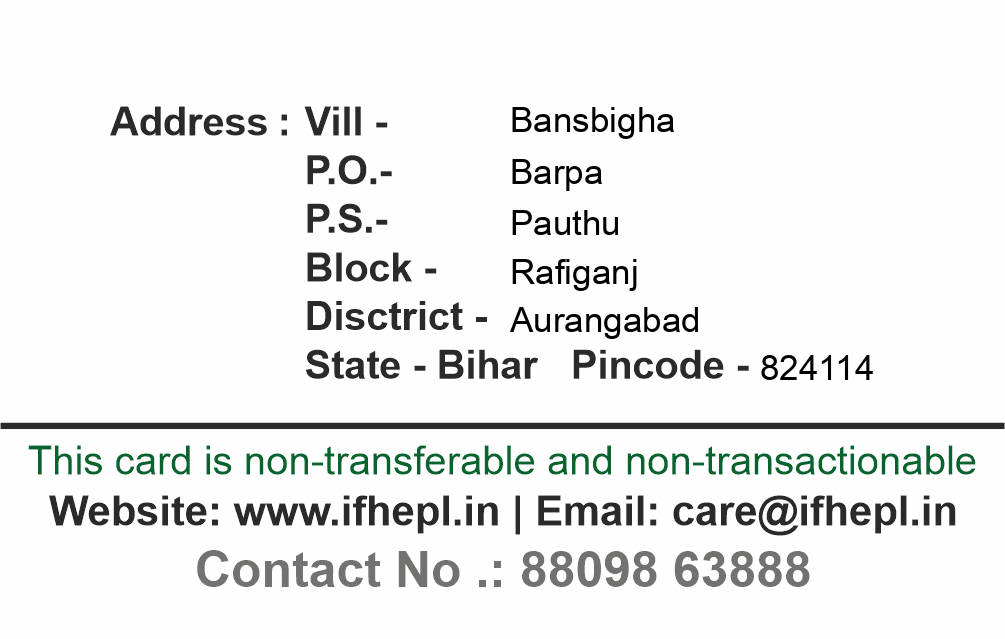 Address : Vill - Bansbigha
P.O.- Barpa
P.S.- Pauthu
Block - Rafiganj
Disctrict - Aurangabad
State - Bihar Pincode - 824114
This card is non-transferable and non-transactionable
Website: www.ifhepl.in | Email: care@ifhepl.in
Contact No .: 88098 63888